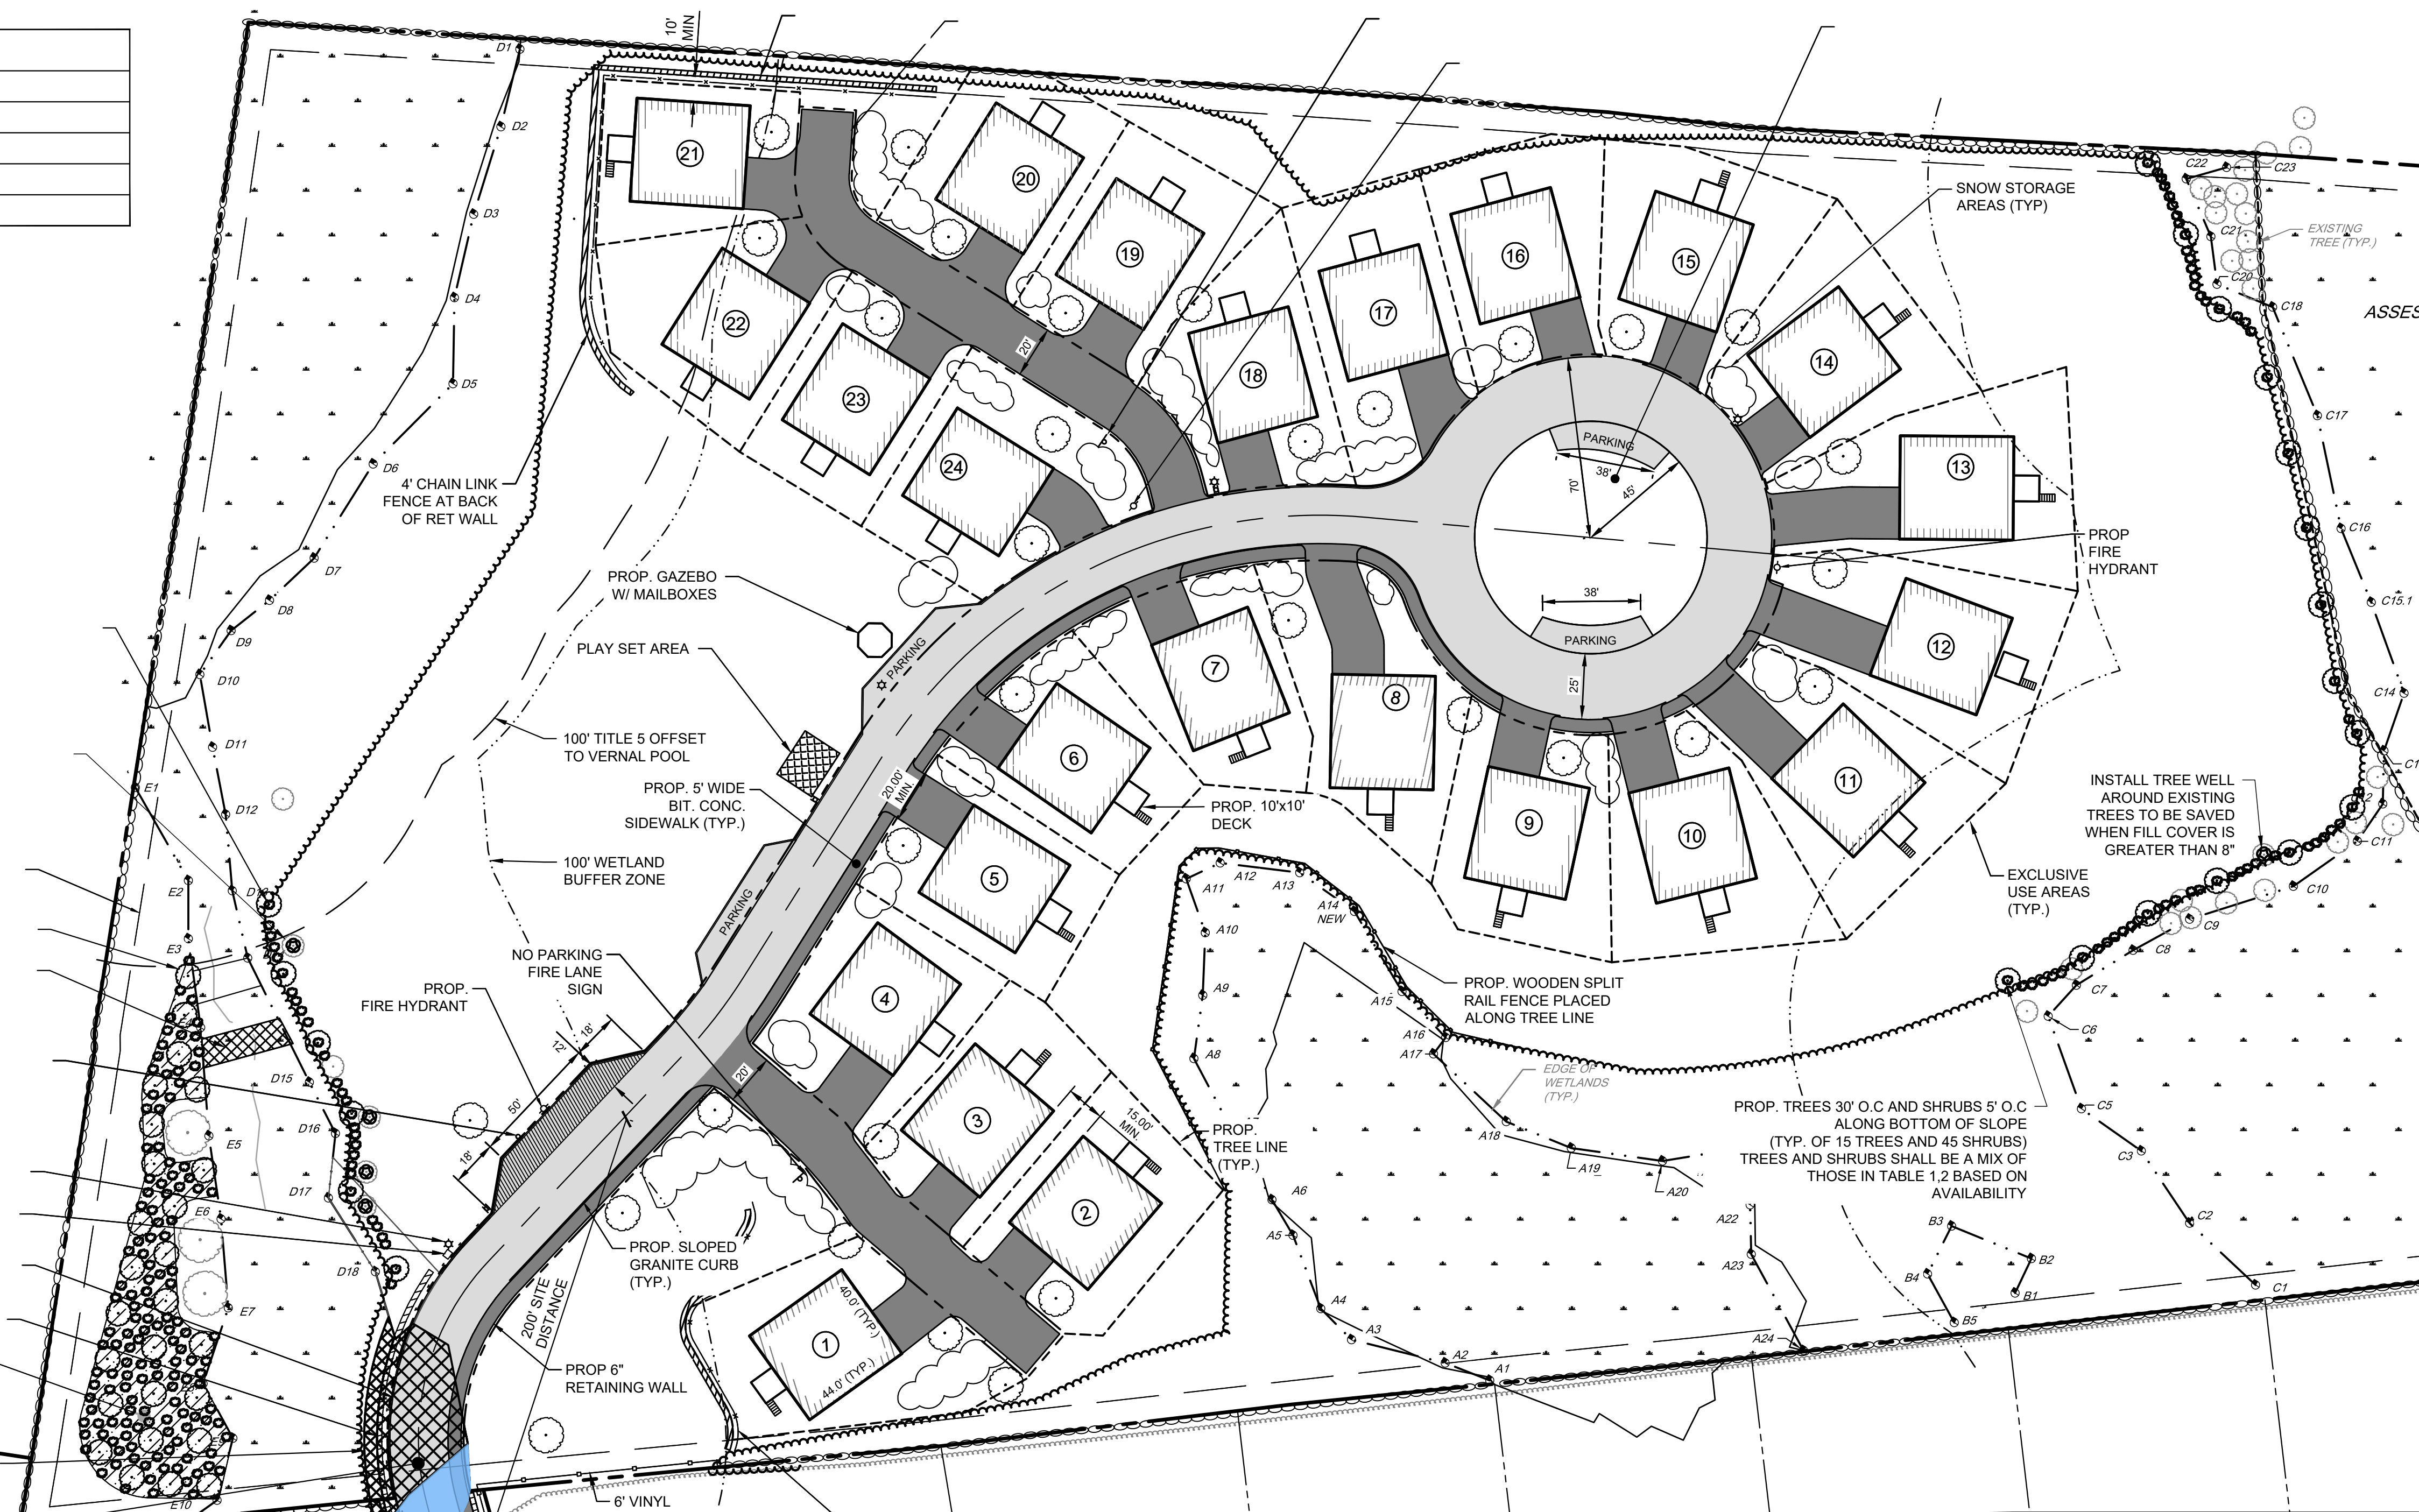 10'
MIN
D1
D2
D3
D4
D5
D6
D7
D8
D9
D10
D11
D12
D15
D16
D17
D18
E1
E2
E3
E5
E6
E7
E10
21
20
19
22
23
24
18
17
16
15
14
13
12
11
10
9
8
7
6
5
4
3
2
1
SNOW STORAGE
AREAS (TYP)
C22
C23
C21
C20
C18
EXISTING
TREE (TYP.)
ASSES
C17
C16
C15.1
C14
C11
C10
C9
C8
C7
C6
C5
C3
C2
C1
20'
4' CHAIN LINK
FENCE AT BACK
OF RET WALL
PARKING
38'
70'
45'
38'
PARKING
25'
PROP
FIRE
HYDRANT
PROP. GAZEBO
W/ MAILBOXES
PLAY SET AREA
PARKING
100' TITLE 5 OFFSET
TO VERNAL POOL
PROP. 5' WIDE
BIT. CONC.
SIDEWALK (TYP.)
20.00'
MIN
100' WETLAND
BUFFER ZONE
PARKING
PROP. 10'x10'
DECK
INSTALL TREE WELL
AROUND EXISTING
TREES TO BE SAVED
WHEN FILL COVER IS
GREATER THAN 8"
EXCLUSIVE
USE AREAS
(TYP.)
NO PARKING
FIRE LANE
SIGN
PROP.
FIRE HYDRANT
A11
A12
A13
A14
NEW
A10
A9
A8
A15
A16
A17
PROP. WOODEN SPLIT
RAIL FENCE PLACED
ALONG TREE LINE
EDGE OF
WETLANDS
(TYP.)
A18
A19
A20
PROP. TREES 30' O.C AND SHRUBS 5' O.C
ALONG BOTTOM OF SLOPE
(TYP. OF 15 TREES AND 45 SHRUBS)
TREES AND SHRUBS SHALL BE A MIX OF
THOSE IN TABLE 1,2 BASED ON
AVAILABILITY
18'
12'
50'
18'
20'
15.00'
MIN.
PROP.
TREE LINE
(TYP.)
A6
A5
A4
A3
A2
A1
A22
A23
A24
B3
B2
B1
B4
B5
PROP. SLOPED
GRANITE CURB
(TYP.)
200' SITE
DISTANCE
40.0' (TYP.)
44.0' (TYP.)
PROP 6"
RETAINING WALL
6' VINYL